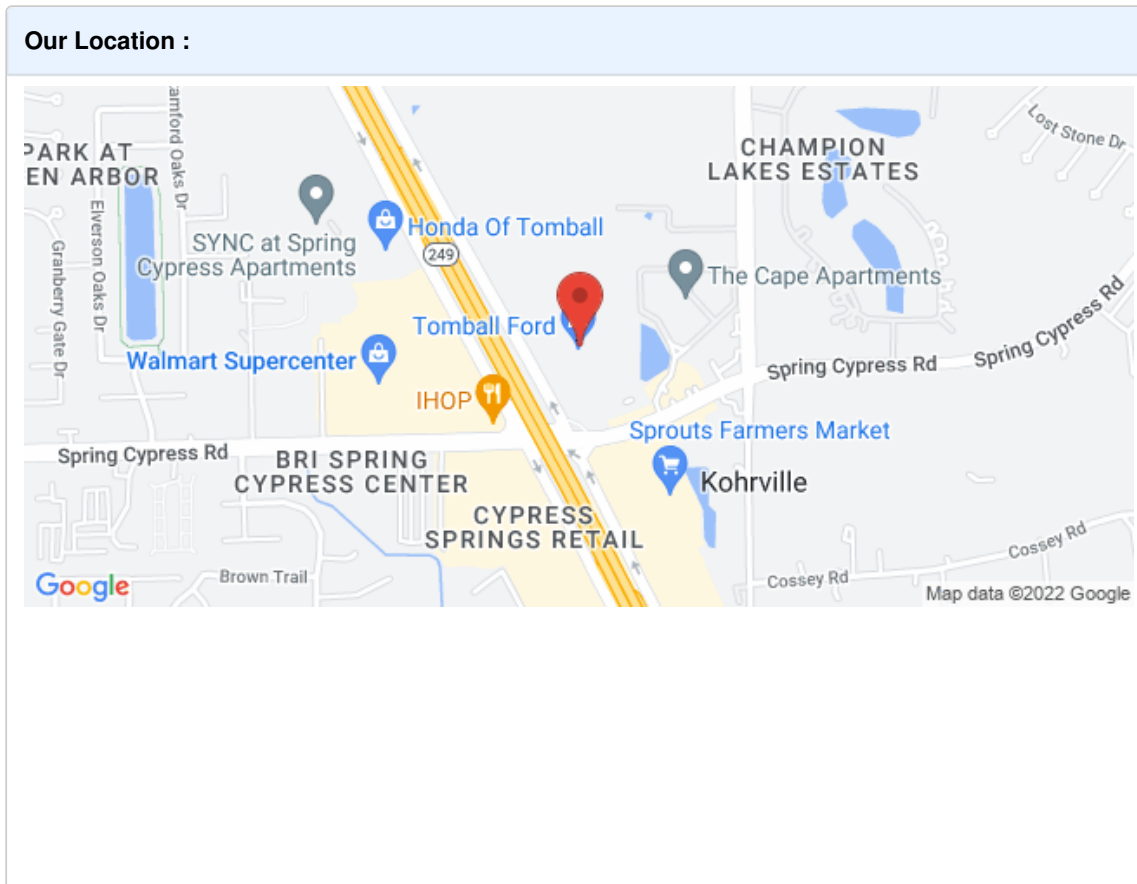 Our Location :
amford Oaks Dr
PARK AT
EN ARBOR
Elverson Oaks Dr
Granberry Gate Dr
SYNC at Spring
Cypress Apartments
Honda Of Tomball
249
CHAMPION
LAKES ESTATES
Lost Stone Dr
The Cape Apartments
Tomball Ford
Walmart Supercenter
IHOP
Spring Cypress Rd
Spring Cypress Rd
Spring Cypress Rd
Sprouts Farmers Market
BRI SPRING
CYPRESS CENTER
Kohrville
CYPRESS
SPRINGS RETAIL
Cossey Rd
Cossey Rd
Brown Trail
Google
Map data ©2022 Google